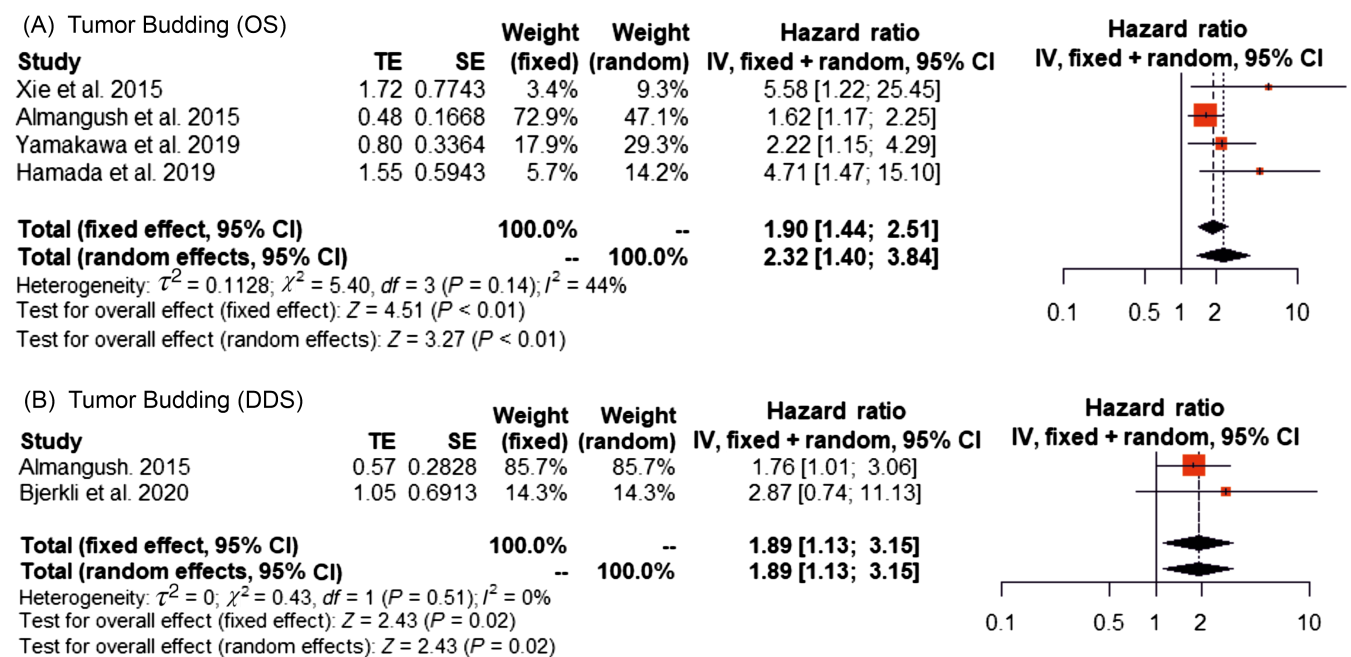 (A) Tumor Budding (OS)
Weight Weight Hazard ratio Hazard ratio
Study TE SE (fixed) (random) IV, fixed + random, 95% CI IV, fixed + random, 95% CI
Xie et al. 2015 1.72 0.7743 3.4% 9.3% 5.58 [1.22; 25.45]
Almangush et al. 2015 0.48 0.1668 72.9% 47.1% 1.62 [1.17; 2.25]
Yamakawa et al. 2019 0.80 0.3364 17.9% 29.3% 2.22 [1.15; 4.29]
Hamada et al. 2019 1.55 0.5943 5.7% 14.2% 4.71 [1.47; 15.10]
Total (fixed effect, 95% CI) 100.0% -- 1.90 [1.44; 2.51]
Total (random effects, 95% CI) -- 100.0% 2.32 [1.40; 3.84]
Heterogeneity: τ² = 0.1128; χ² = 5.40, df = 3 (P = 0.14); I² = 44%
Test for overall effect (fixed effect): Z = 4.51 (P < 0.01)
Test for overall effect (random effects): Z = 3.27 (P < 0.01)
0.1 0.5 1 2 10
(B) Tumor Budding (DDS)
Weight Weight Hazard ratio Hazard ratio
Study TE SE (fixed) (random) IV, fixed + random, 95% CI IV, fixed + random, 95% CI
Almangush. 2015 0.57 0.2828 85.7% 85.7% 1.76 [1.01; 3.06]
Bjerkli et al. 2020 1.05 0.6913 14.3% 14.3% 2.87 [0.74; 11.13]
Total (fixed effect, 95% CI) 100.0% -- 1.89 [1.13; 3.15]
Total (random effects, 95% CI) -- 100.0% 1.89 [1.13; 3.15]
Heterogeneity: τ² = 0; χ² = 0.43, df = 1 (P = 0.51); I² = 0%
Test for overall effect (fixed effect): Z = 2.43 (P = 0.02)
Test for overall effect (random effects): Z = 2.43 (P = 0.02)
0.1 0.5 1 2 10